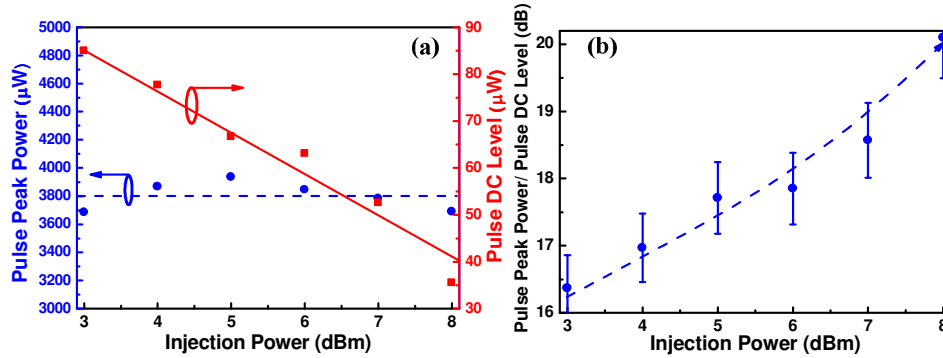 (a)
5000
4800
4600
4400
4200
4000
3800
3600
3400
3200
3000
Pulse Peak Power (µW)
90
80
70
60
50
40
30
Pulse DC Level (µW)
3 4 5 6 7 8
Injection Power (dBm)
(b)
20
19
18
17
16
Pulse Peak Power/ Pulse DC Level (dB)
3 4 5 6 7 8
Injection Power (dBm)